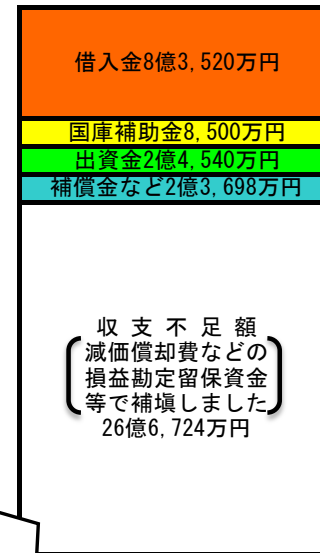 借入金8億3,520万円
国庫補助金8,500万円
出資金2億4,540万円
補償金など2億3,698万円
収支不足額
減価償却費などの
損益勘定留保資金
等で補塡しました
26億6,724万円